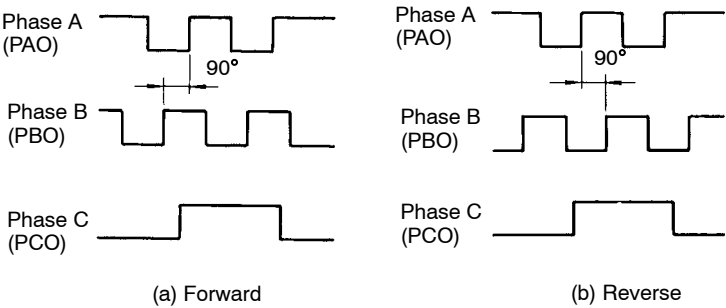 Phase A
(PAO)
90°
Phase B
(PBO)
Phase C
(PCO)
(a) Forward
Phase A
(PAO)
90°
Phase B
(PBO)
Phase C
(PCO)
(b) Reverse